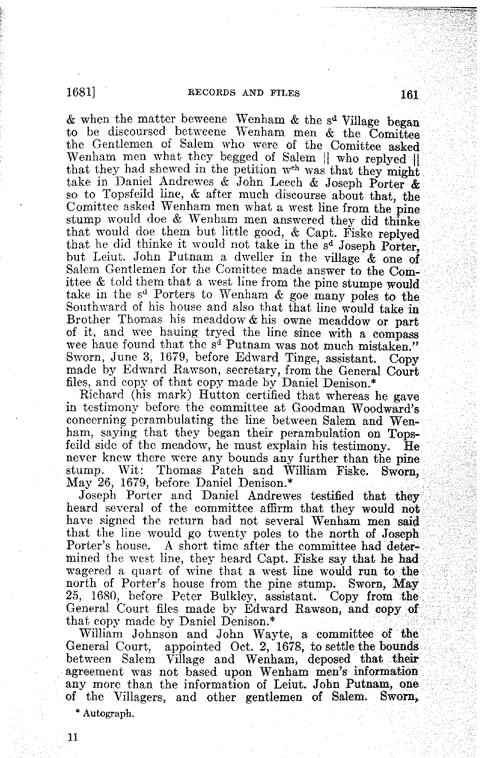 1681] RECORDS AND FILES 161
& when the matter beweene Wenham & the sd Village began
to be discoursed betweene Wenham men & the Comittee
the Gentlemen of Salem who were of the Comittee asked
Wenham men what they begged of Salem || who replyed ||
that they had shewed in the petition wch was that they might
take in Daniel Andrewes & John Leech & Joseph Porter &
so to Topsfeild line, & after much discourse about that, the
Comittee asked Wenham men what a west line from the pine
stump would doe & Wenham men answered they did thinke
that would doe them but little good, & Capt. Fiske replyed
that he did thinke it would not take in the sd Joseph Porter,
but Leiut. John Putnam a dweller in the village & one of
Salem Gentlemen for the Comittee made answer to the Com-
ittee & told them that a west line from the pine stumpe would
take in the sd Porters to Wenham & goe many poles to the
Southward of his house and also that that line would take in
Brother Thomas his meaddow & his owne meaddow or part
of it, and wee hauing tryed the line since with a compass
wee haue found that the sd Putnam was not much mistaken."
Sworn, June 3, 1679, before Edward Tinge, assistant. Copy
made by Edward Rawson, secretary, from the General Court
files, and copy of that copy made by Daniel Denison.*
Richard (his mark) Hutton certified that whereas he gave
in testimony before the committee at Goodman Woodward's
concerning perambulating the line between Salem and Wen-
ham, saying that they began their perambulation on Tops-
feild side of the meadow, he must explain his testimony. He
never knew there were any bounds any further than the pine
stump. Wit: Thomas Patch and William Fiske. Sworn,
May 26, 1679, before Daniel Denison.*
Joseph Porter and Daniel Andrewes testified that they
heard several of the committee affirm that they would not
have signed the return had not several Wenham men said
that the line would go twenty poles to the north of Joseph
Porter's house. A short time after the committee had deter-
mined the west line, they heard Capt. Fiske say that he had
wagered a quart of wine that a west line would run to the
north of Porter's house from the pine stump. Sworn, May
25, 1680, before Peter Bulkley, assistant. Copy from the
General Court files made by Edward Rawson, and copy of
that copy made by Daniel Denison.*
William Johnson and John Wayte, a committee of the
General Court, appointed Oct. 2, 1678, to settle the bounds
between Salem Village and Wenham, deposed that their
agreement was not based upon Wenham men's information
any more than the information of Leiut. John Putnam, one
of the Villagers, and other gentlemen of Salem. Sworn,
* Autograph.
11